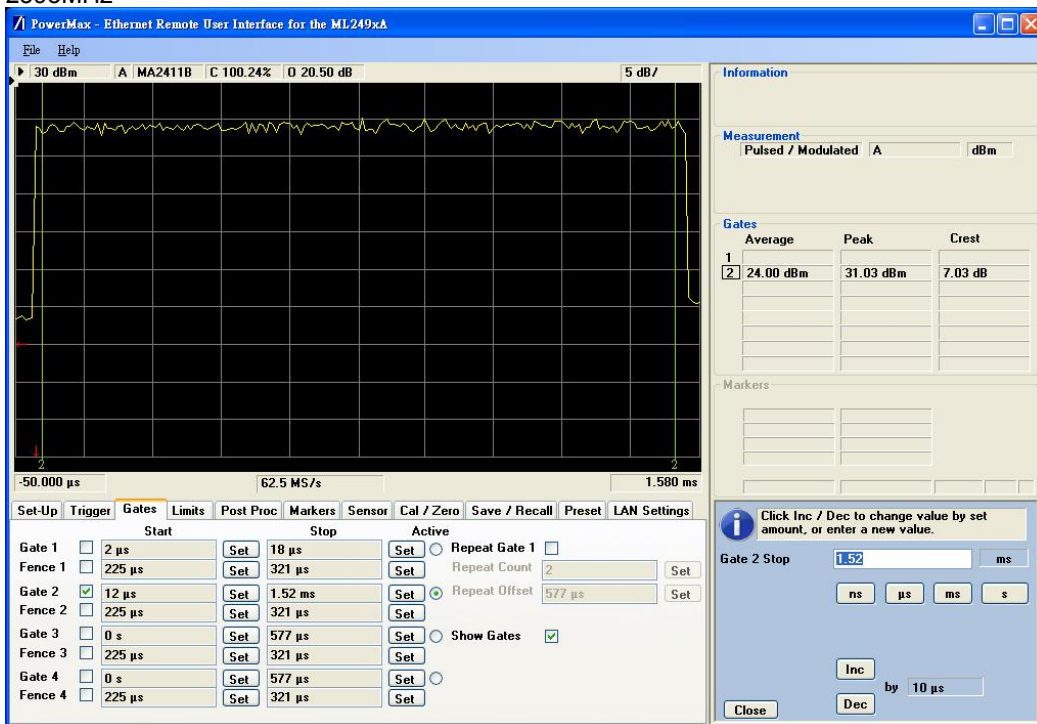 PowerMax - Ethernet Remote User Interface for the ML249xA
File Help
30 dBm A MA2411B C 100.24% O 20.50 dB 5 dB/
2 2
-50.000 µs 62.5 MS/s 1.580 ms
Set-Up Trigger Gates Limits Post Proc Markers Sensor Cal / Zero Save / Recall Preset LAN Settings
Start Stop Active
Gate 1 2 µs Set 18 µs Set Repeat Gate 1
Fence 1 225 µs Set 321 µs Set Repeat Count 2 Set
Gate 2 12 µs Set 1.52 ms Set Repeat Offset 577 µs Set
Fence 2 225 µs Set 321 µs Set
Gate 3 0 s Set 577 µs Set Show Gates
Fence 3 225 µs Set 321 µs Set
Gate 4 0 s Set 577 µs Set
Fence 4 225 µs Set 321 µs Set
Information
Measurement
Pulsed / Modulated A dBm
Gates
Average Peak Crest
1
2 24.00 dBm 31.03 dBm 7.03 dB
Markers
Click Inc / Dec to change value by set
amount, or enter a new value.
Gate 2 Stop 1.52 ms
ns µs ms s
Inc
by 10 µs
Close Dec